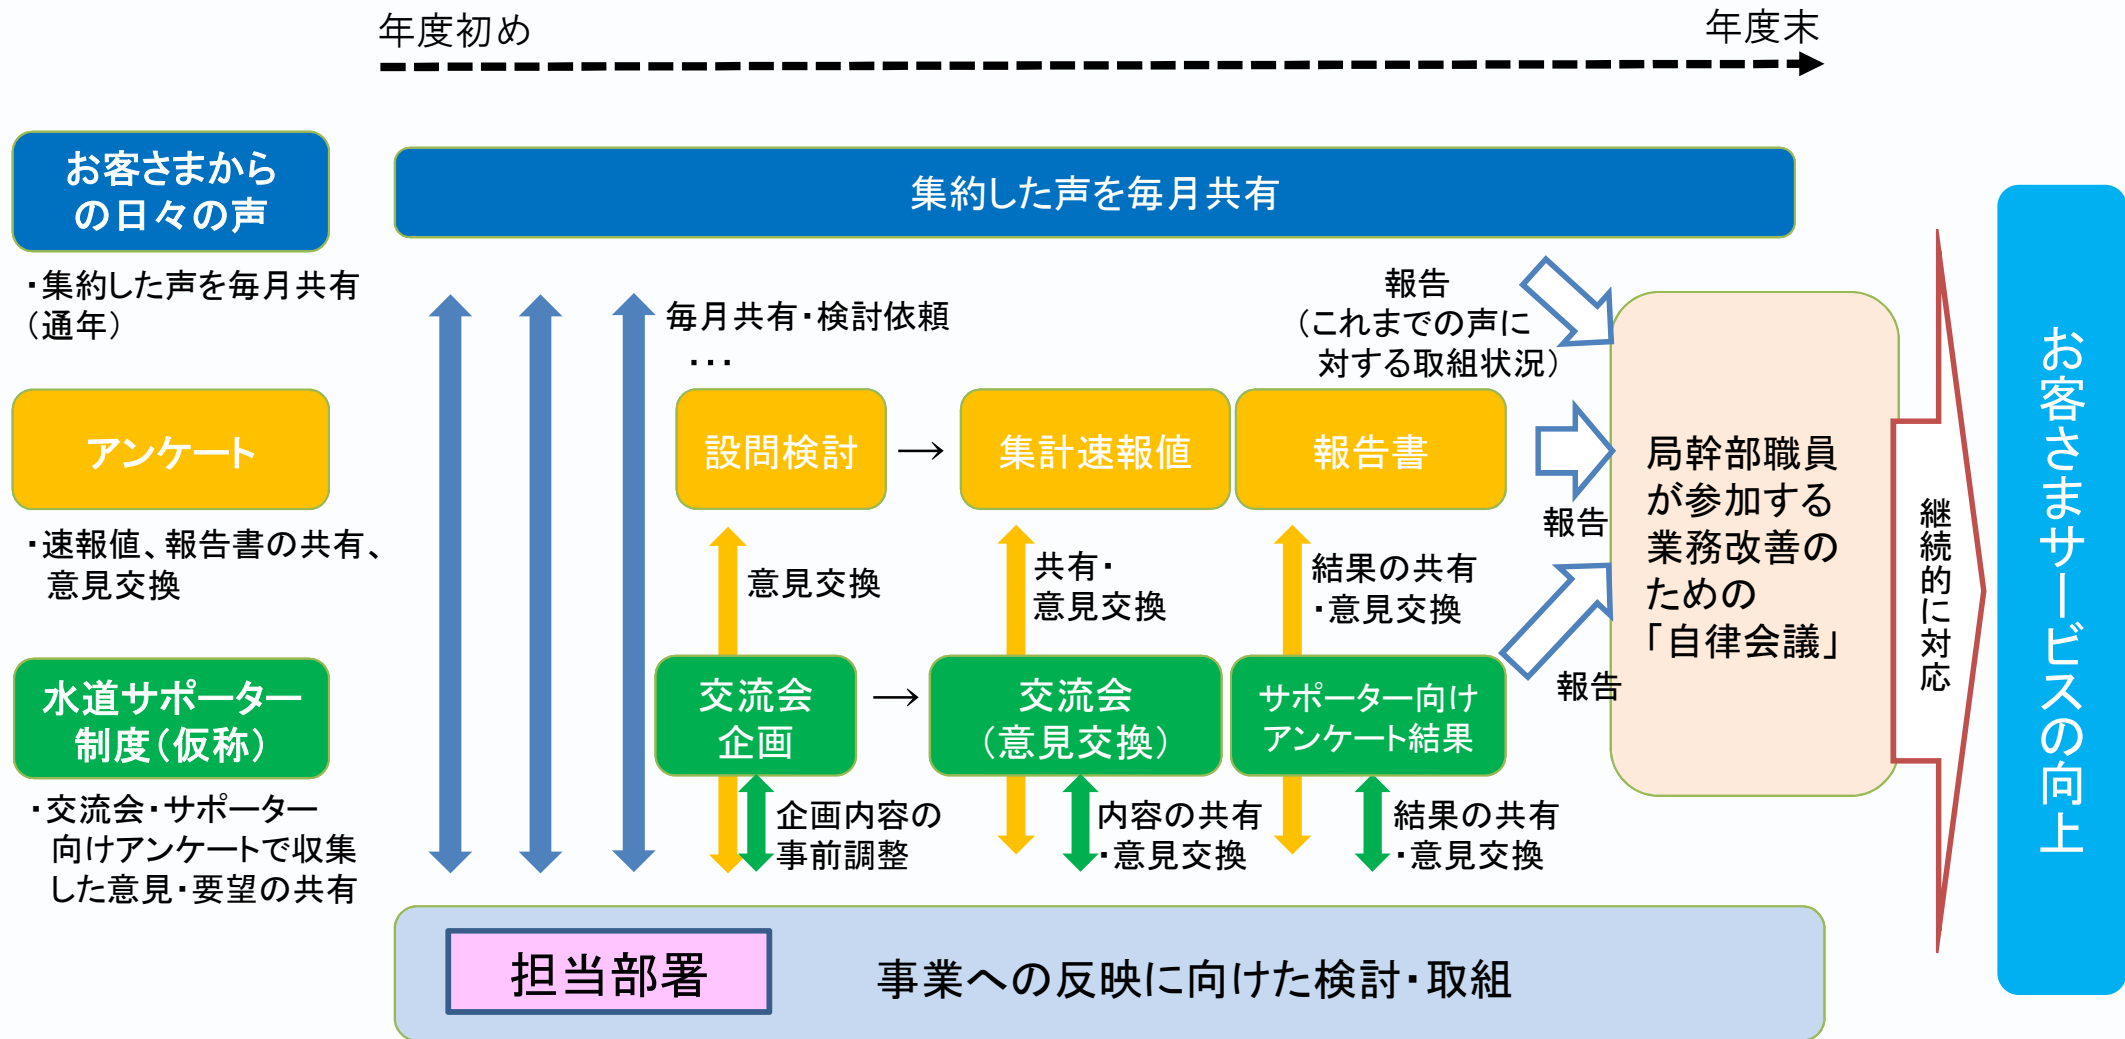 年度初め
年度末
お客さまから
の日々の声
・集約した声を毎月共有
（通年）
集約した声を毎月共有
毎月共有・検討依頼
・・・
報告
（これまでの声に
対する取組状況）
アンケート
・速報値、報告書の共有、
意見交換
設問検討
→
集計速報値
報告書
報告
意見交換
共有・
意見交換
結果の共有
・意見交換
水道サポーター
制度（仮称）
・交流会・サポーター
向けアンケートで収集
した意見・要望の共有
交流会
企画
→
交流会
（意見交換）
サポーター向け
アンケート結果
報告
企画内容の
事前調整
内容の共有
・意見交換
結果の共有
・意見交換
局幹部職員
が参加する
業務改善の
ための
「自律会議」
継続的に対応
お客さまサービスの向上
担当部署
事業への反映に向けた検討・取組